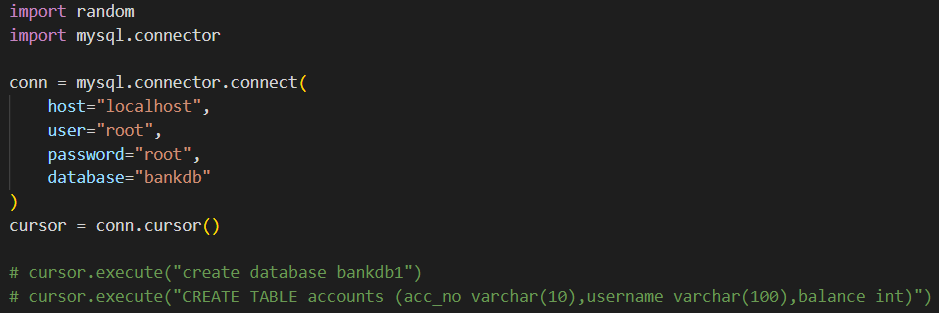 import random
import mysql.connector
conn = mysql.connector.connect(
host="localhost",
user="root",
password="root",
database="bankdb"
)
cursor = conn.cursor()
# cursor.execute("create database bankdb1")
# cursor.execute("CREATE TABLE accounts (acc_no varchar(10),username varchar(100),balance int)")